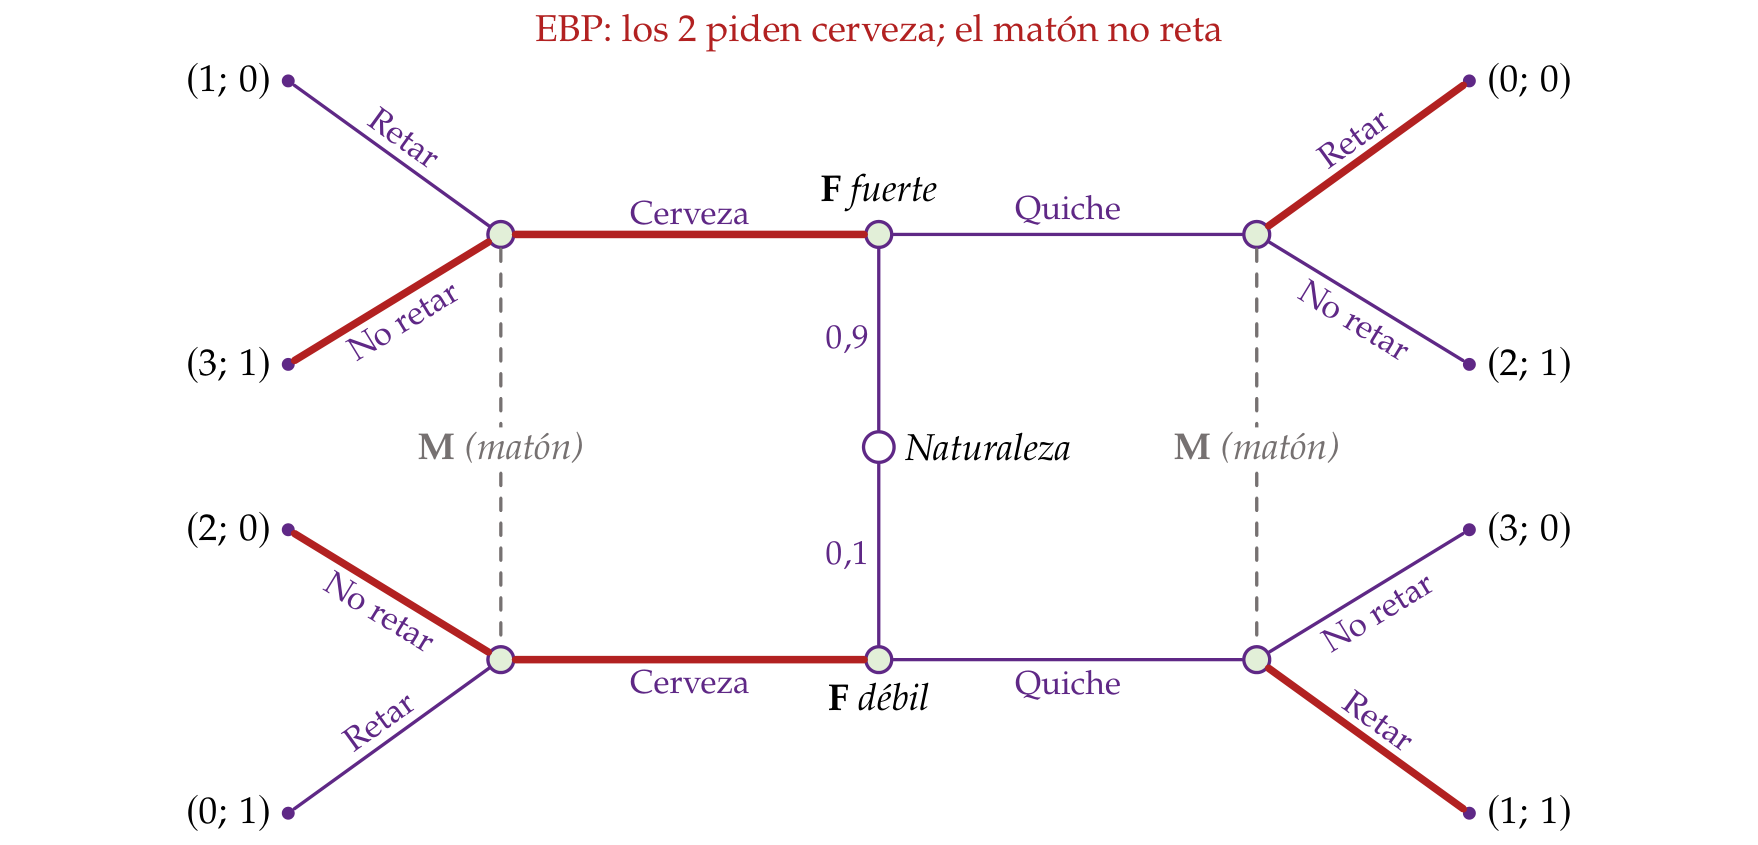 EBP: los 2 piden cerveza; el matón no reta
(1; 0)
(0; 0)
Retar
Retar
F fuerte
Cerveza
Quiche
No retar
No retar
0,9
(3; 1)
(2; 1)
M (matón)
Naturaleza
M (matón)
(2; 0)
(3; 0)
0,1
No retar
No retar
Cerveza
F débil
Quiche
Retar
Retar
(0; 1)
(1; 1)